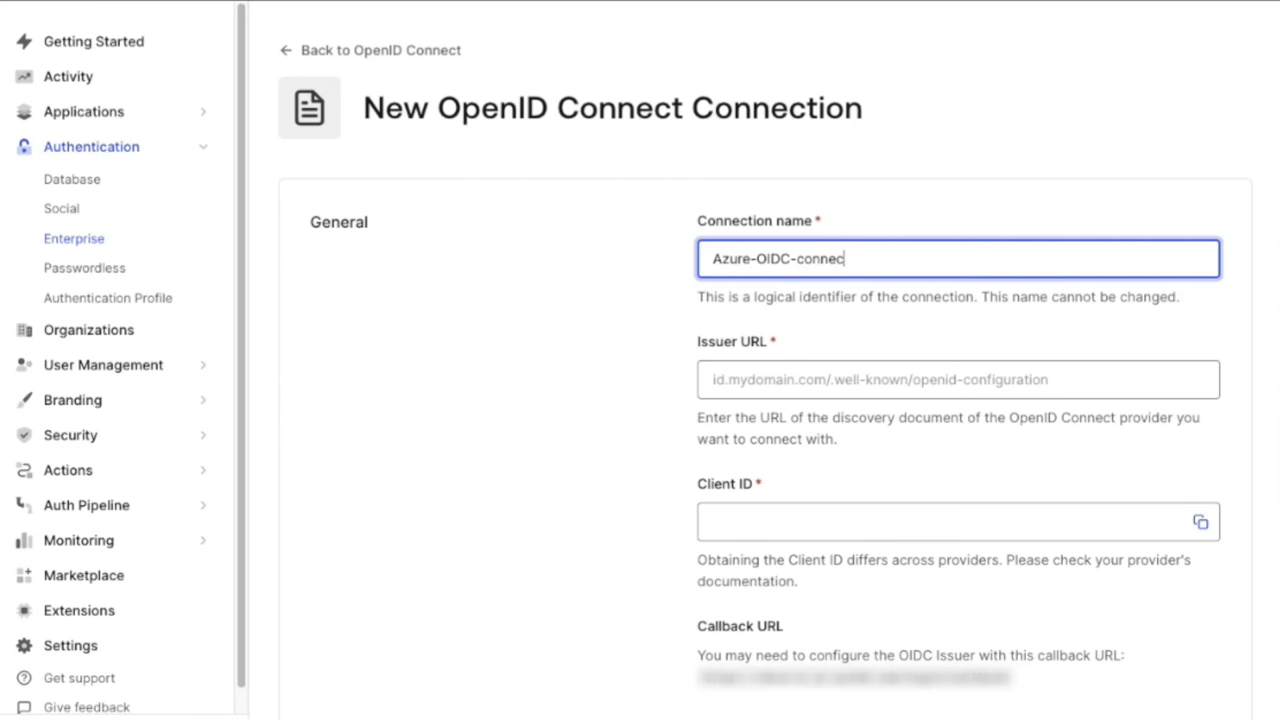 Getting Started
Activity
Applications
Authentication
Database
Social
Enterprise
Passwordless
Authentication Profile
Organizations
User Management
Branding
Security
Actions
Auth Pipeline
Monitoring
Marketplace
Extensions
Settings
Get support
Give feedback
Back to OpenID Connect
New OpenID Connect Connection
General
Connection name *
Azure-OIDC-connec
This is a logical identifier of the connection. This name cannot be changed.
Issuer URL *
id.mydomain.com/.well-known/openid-configuration
Enter the URL of the discovery document of the OpenID Connect provider you
want to connect with.
Client ID *
Obtaining the Client ID differs across providers. Please check your provider's
documentation.
Callback URL
You may need to configure the OIDC Issuer with this callback URL: